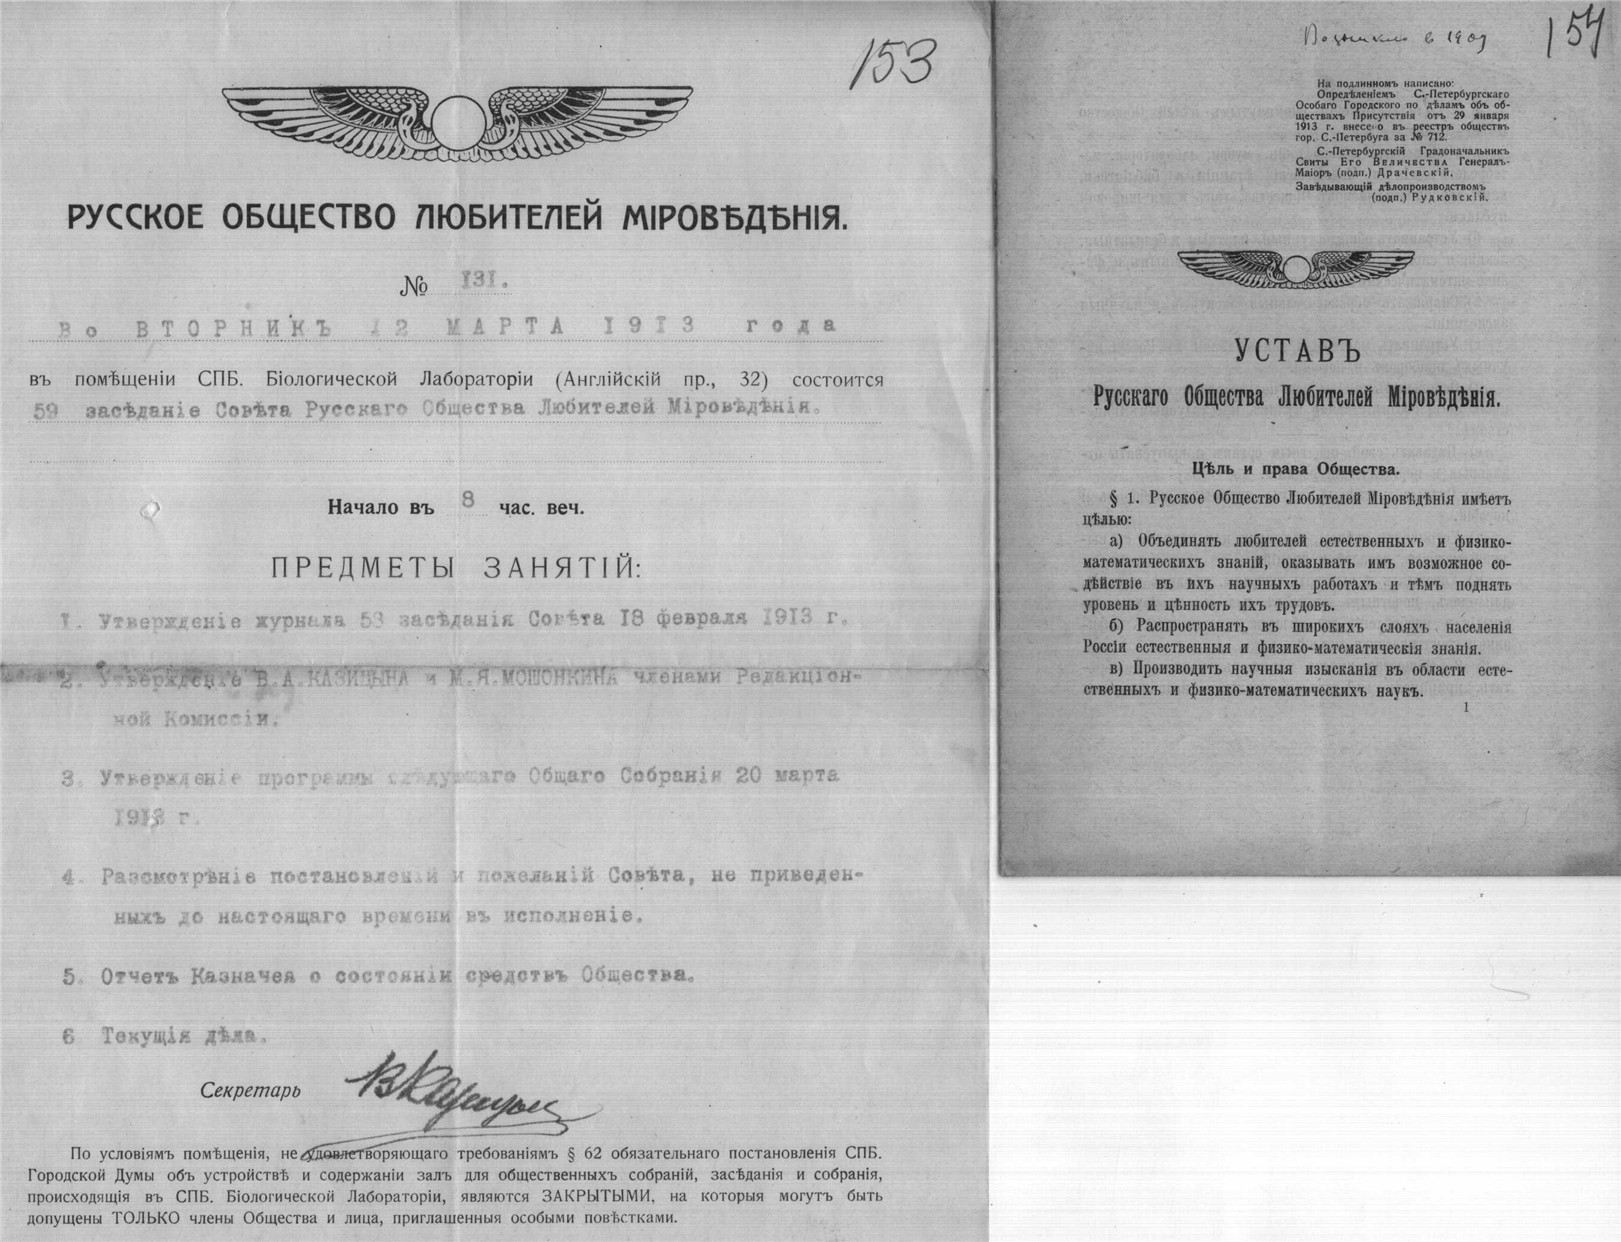 153
РУССКОЕ ОБЩЕСТВО ЛЮБИТЕЛЕЙ МІРОВѢДѢНІЯ.
№ 131.
Во ВТОРНИКЪ 12 МАРТА 1913 года
въ помѣщеніи СПБ. Біологической Лабораторіи (Англійскій пр., 32) состоится
59 засѣданіе Совѣта Русскаго Общества Любителей Міровѣдѣнія.
Начало въ 8 час. веч.
ПРЕДМЕТЫ ЗАНЯТІЙ:
1. Утвержденіе журнала 58 засѣданія Совѣта 18 февраля 1913 г.
2. Утвержденіе В.А.КАЗИЦЫНА и М.Я.МОШОНКИНА членами Редакціон-
ной Комиссіи.
3. Утвержденіе программы слѣдующаго Общаго Собранія 20 марта
1913 г.
4. Разсмотрѣніе постановленій и пожеланій Совѣта, не приведен-
ныхъ до настоящаго времени въ исполненіе.
5. Отчетъ Казначея о состояніи средствъ Общества.
6 Текущія дѣла.
Секретарь
По условіямъ помѣщенія, не удовлетворяющаго требованіямъ § 62 обязательнаго постановленія СПБ.
Городской Думы объ устройствѣ и содержаніи залъ для общественныхъ собраній, засѣданія и собранія,
происходящія въ СПБ. Біологической Лабораторіи, являются ЗАКРЫТЫМИ, на которыя могутъ быть
допущены ТОЛЬКО члены Общества и лица, приглашенныя особыми повѣстками.
Возникло в 1909
154
На подлинномъ написано:
Опредѣленіемъ С.-Петербургскаго
Особаго Городского по дѣламъ объ об-
ществахъ Присутствія отъ 29 января
1913 г. внесено въ реестръ обществъ
гор. С.-Петербуга за № 712.
С.-Петербургскій Градоначальникъ
Свиты Его Величества Генералъ-
Маіоръ (подп.) Драчевскій,
Завѣдывающій дѣлопроизводствомъ
(подп.) Рудковскій.
УСТАВЪ
Русскаго Общества Любителей Міровѣдѣнія.
Цѣль и права Общества.
§ 1. Русское Общество Любителей Міровѣдѣнія имѣетъ
цѣлью:
а) Объединять любителей естественныхъ и физико-
математическихъ знаній, оказывать имъ возможное со-
дѣйствіе въ ихъ научныхъ работахъ и тѣмъ поднять
уровень и цѣнность ихъ трудовъ.
б) Распространять въ широкихъ слояхъ населенія
Россіи естественныя и физико-математическія знанія.
в) Производить научныя изысканія въ области есте-
ственныхъ и физико-математическихъ наукъ.
1